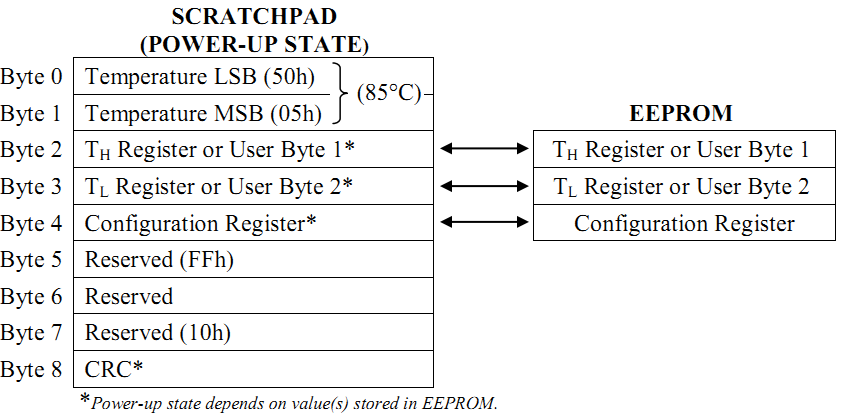 SCRATCHPAD
(POWER-UP STATE)
Byte 0 Temperature LSB (50h)
(85°C)
Byte 1 Temperature MSB (05h)
EEPROM
Byte 2 TH Register or User Byte 1* TH Register or User Byte 1
Byte 3 TL Register or User Byte 2* TL Register or User Byte 2
Byte 4 Configuration Register* Configuration Register
Byte 5 Reserved (FFh)
Byte 6 Reserved
Byte 7 Reserved (10h)
Byte 8 CRC*
*Power-up state depends on value(s) stored in EEPROM.